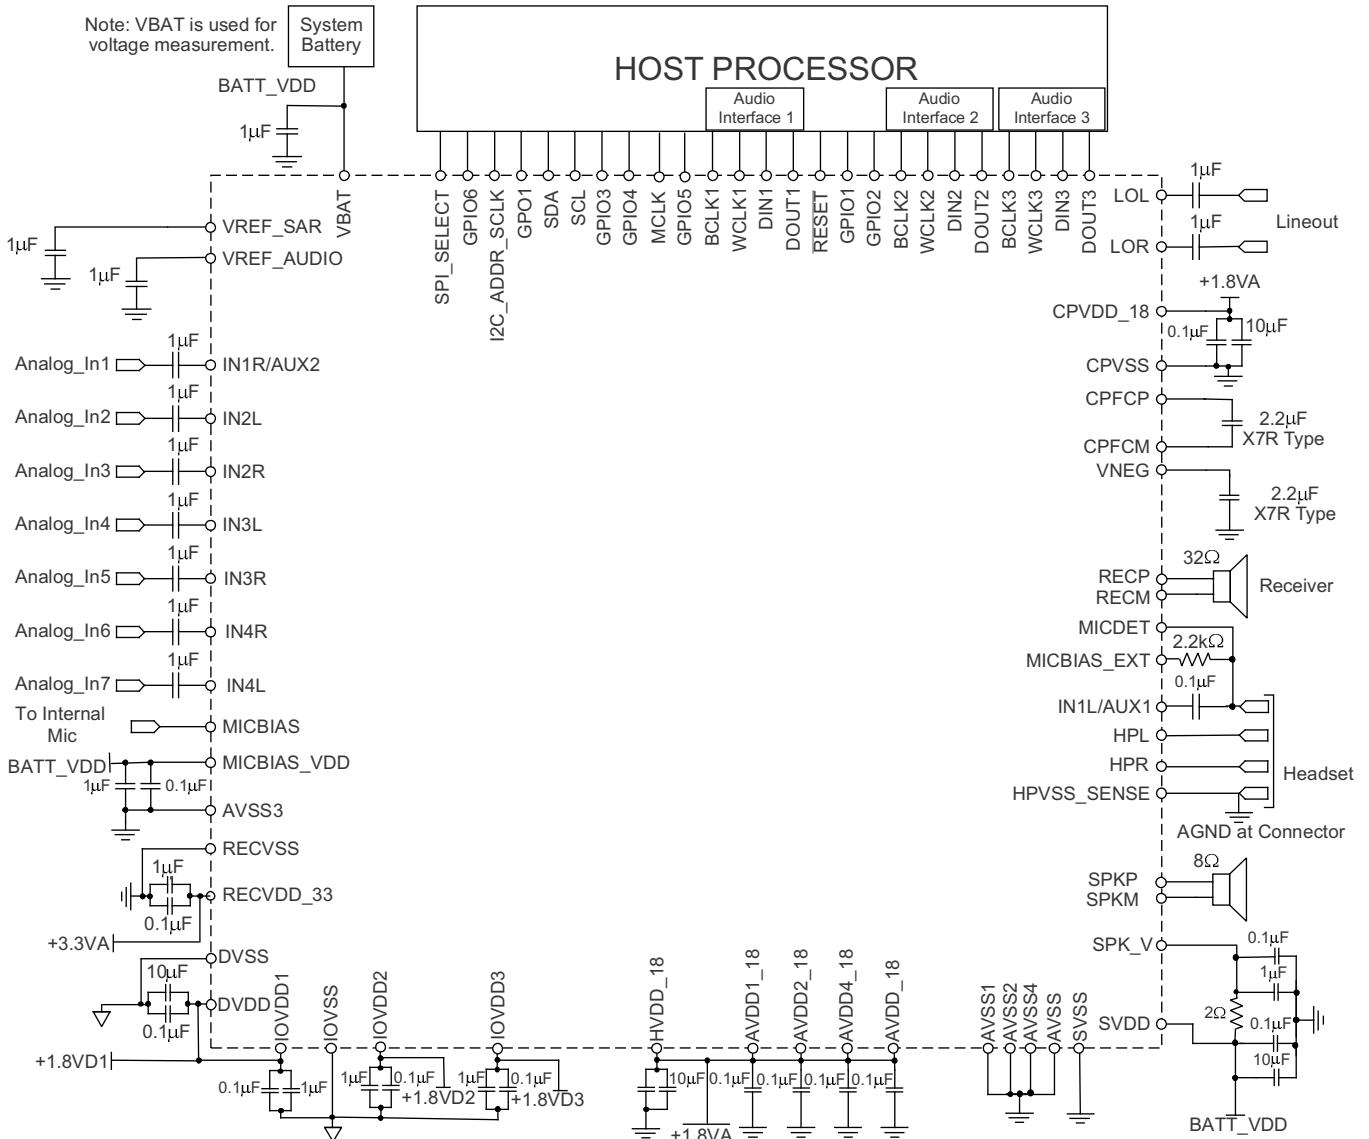 Note: VBAT is used for
voltage measurement.
System
Battery
HOST PROCESSOR
Audio
Interface 1
Audio
Interface 2
Audio
Interface 3
BATT_VDD
1μF
VBAT
SPI_SELECT
GPIO6
I2C_ADDR_SCLK
GPO1
SDA
SCL
GPIO3
GPIO4
MCLK
GPIO5
BCLK1
WCLK1
DIN1
DOUT1
RESET
GPIO1
GPIO2
BCLK2
WCLK2
DIN2
DOUT2
BCLK3
WCLK3
DIN3
DOUT3
1μF
VREF_SAR
1μF
VREF_AUDIO
Analog_In1
1μF
IN1R/AUX2
Analog_In2
1μF
IN2L
Analog_In3
1μF
IN2R
Analog_In4
1μF
IN3L
Analog_In5
1μF
IN3R
Analog_In6
1μF
IN4R
Analog_In7
1μF
IN4L
To Internal
Mic
MICBIAS
BATT_VDD
MICBIAS_VDD
1μF
0.1μF
AVSS3
RECVSS
1μF
RECVDD_33
0.1μF
+3.3VA
DVSS
10μF
DVDD
0.1μF
+1.8VD1
LOL
1μF
Lineout
LOR
1μF
+1.8VA
CPVDD_18
0.1μF
10μF
CPVSS
CPFCP
2.2μF
X7R Type
CPFCM
VNEG
2.2μF
X7R Type
32Ω
RECP
RECM
Receiver
MICDET
2.2kΩ
MICBIAS_EXT
0.1μF
IN1L/AUX1
HPL
HPR
Headset
HPVSS_SENSE
AGND at Connector
8Ω
SPKP
SPKM
SPK_V
0.1μF
1μF
2Ω
SVDD
0.1μF
10μF
BATT_VDD
IOVDD1
IOVSS
IOVDD2
IOVDD3
HVDD_18
AVDD1_18
AVDD2_18
AVDD4_18
AVDD_18
AVSS1
AVSS2
AVSS4
AVSS
SVSS
0.1μF
1μF
1μF
0.1μF
+1.8VD2
1μF
0.1μF
+1.8VD3
10μF
0.1μF
0.1μF
0.1μF
0.1μF
+1.8VA